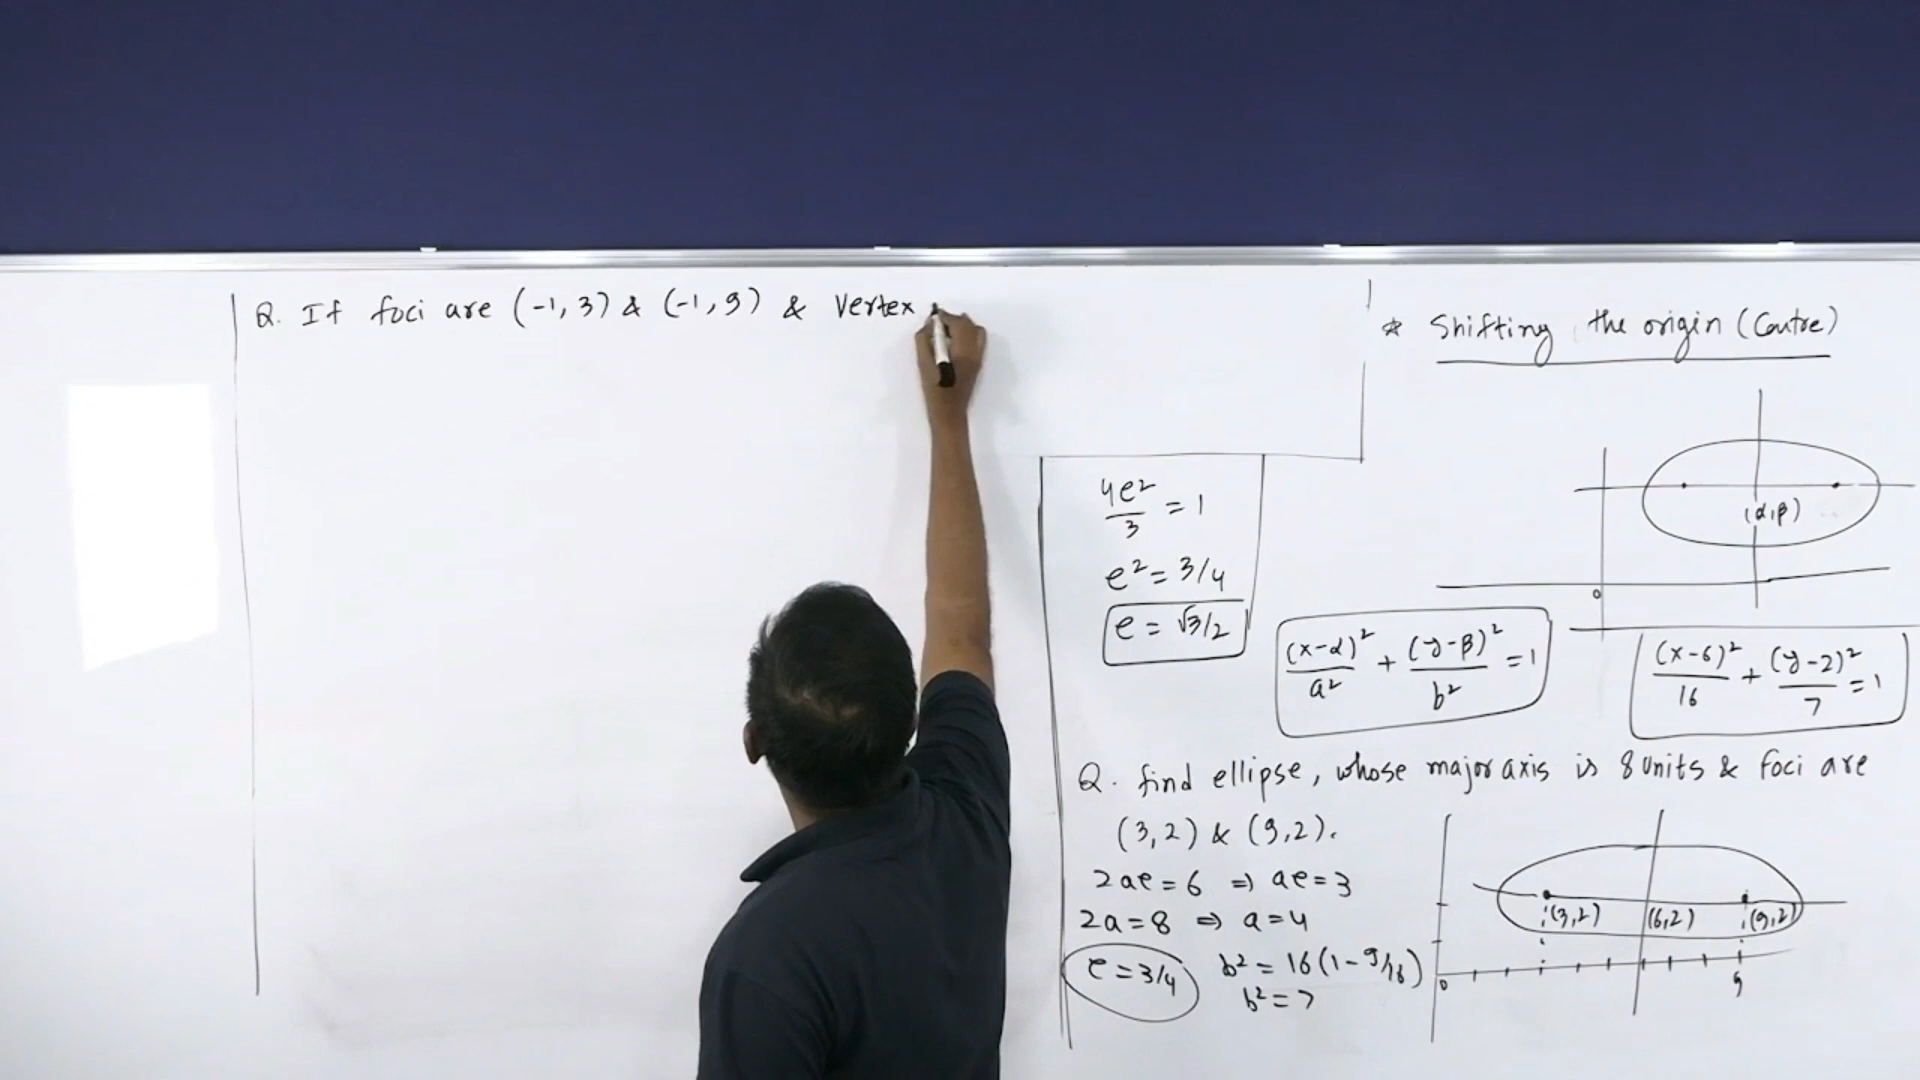 Q. If foci are (-1, 3) & (-1, 9) & Vertex
* Shifting the origin (Centre)
(α,β)
0
4e²/3 = 1
e² = 3/4
e = √3/2
(x-α)²/a² + (y-β)²/b² = 1
(x-6)²/16 + (y-2)²/7 = 1
Q. find ellipse, whose major axis is 8 units & foci are
(3,2) & (9,2).
2ae = 6 ⇒ ae = 3
2a = 8 ⇒ a = 4
e = 3/4
b² = 16(1 - 9/16)
b² = 7
(3,2) (6,2) (9,2)
0 9